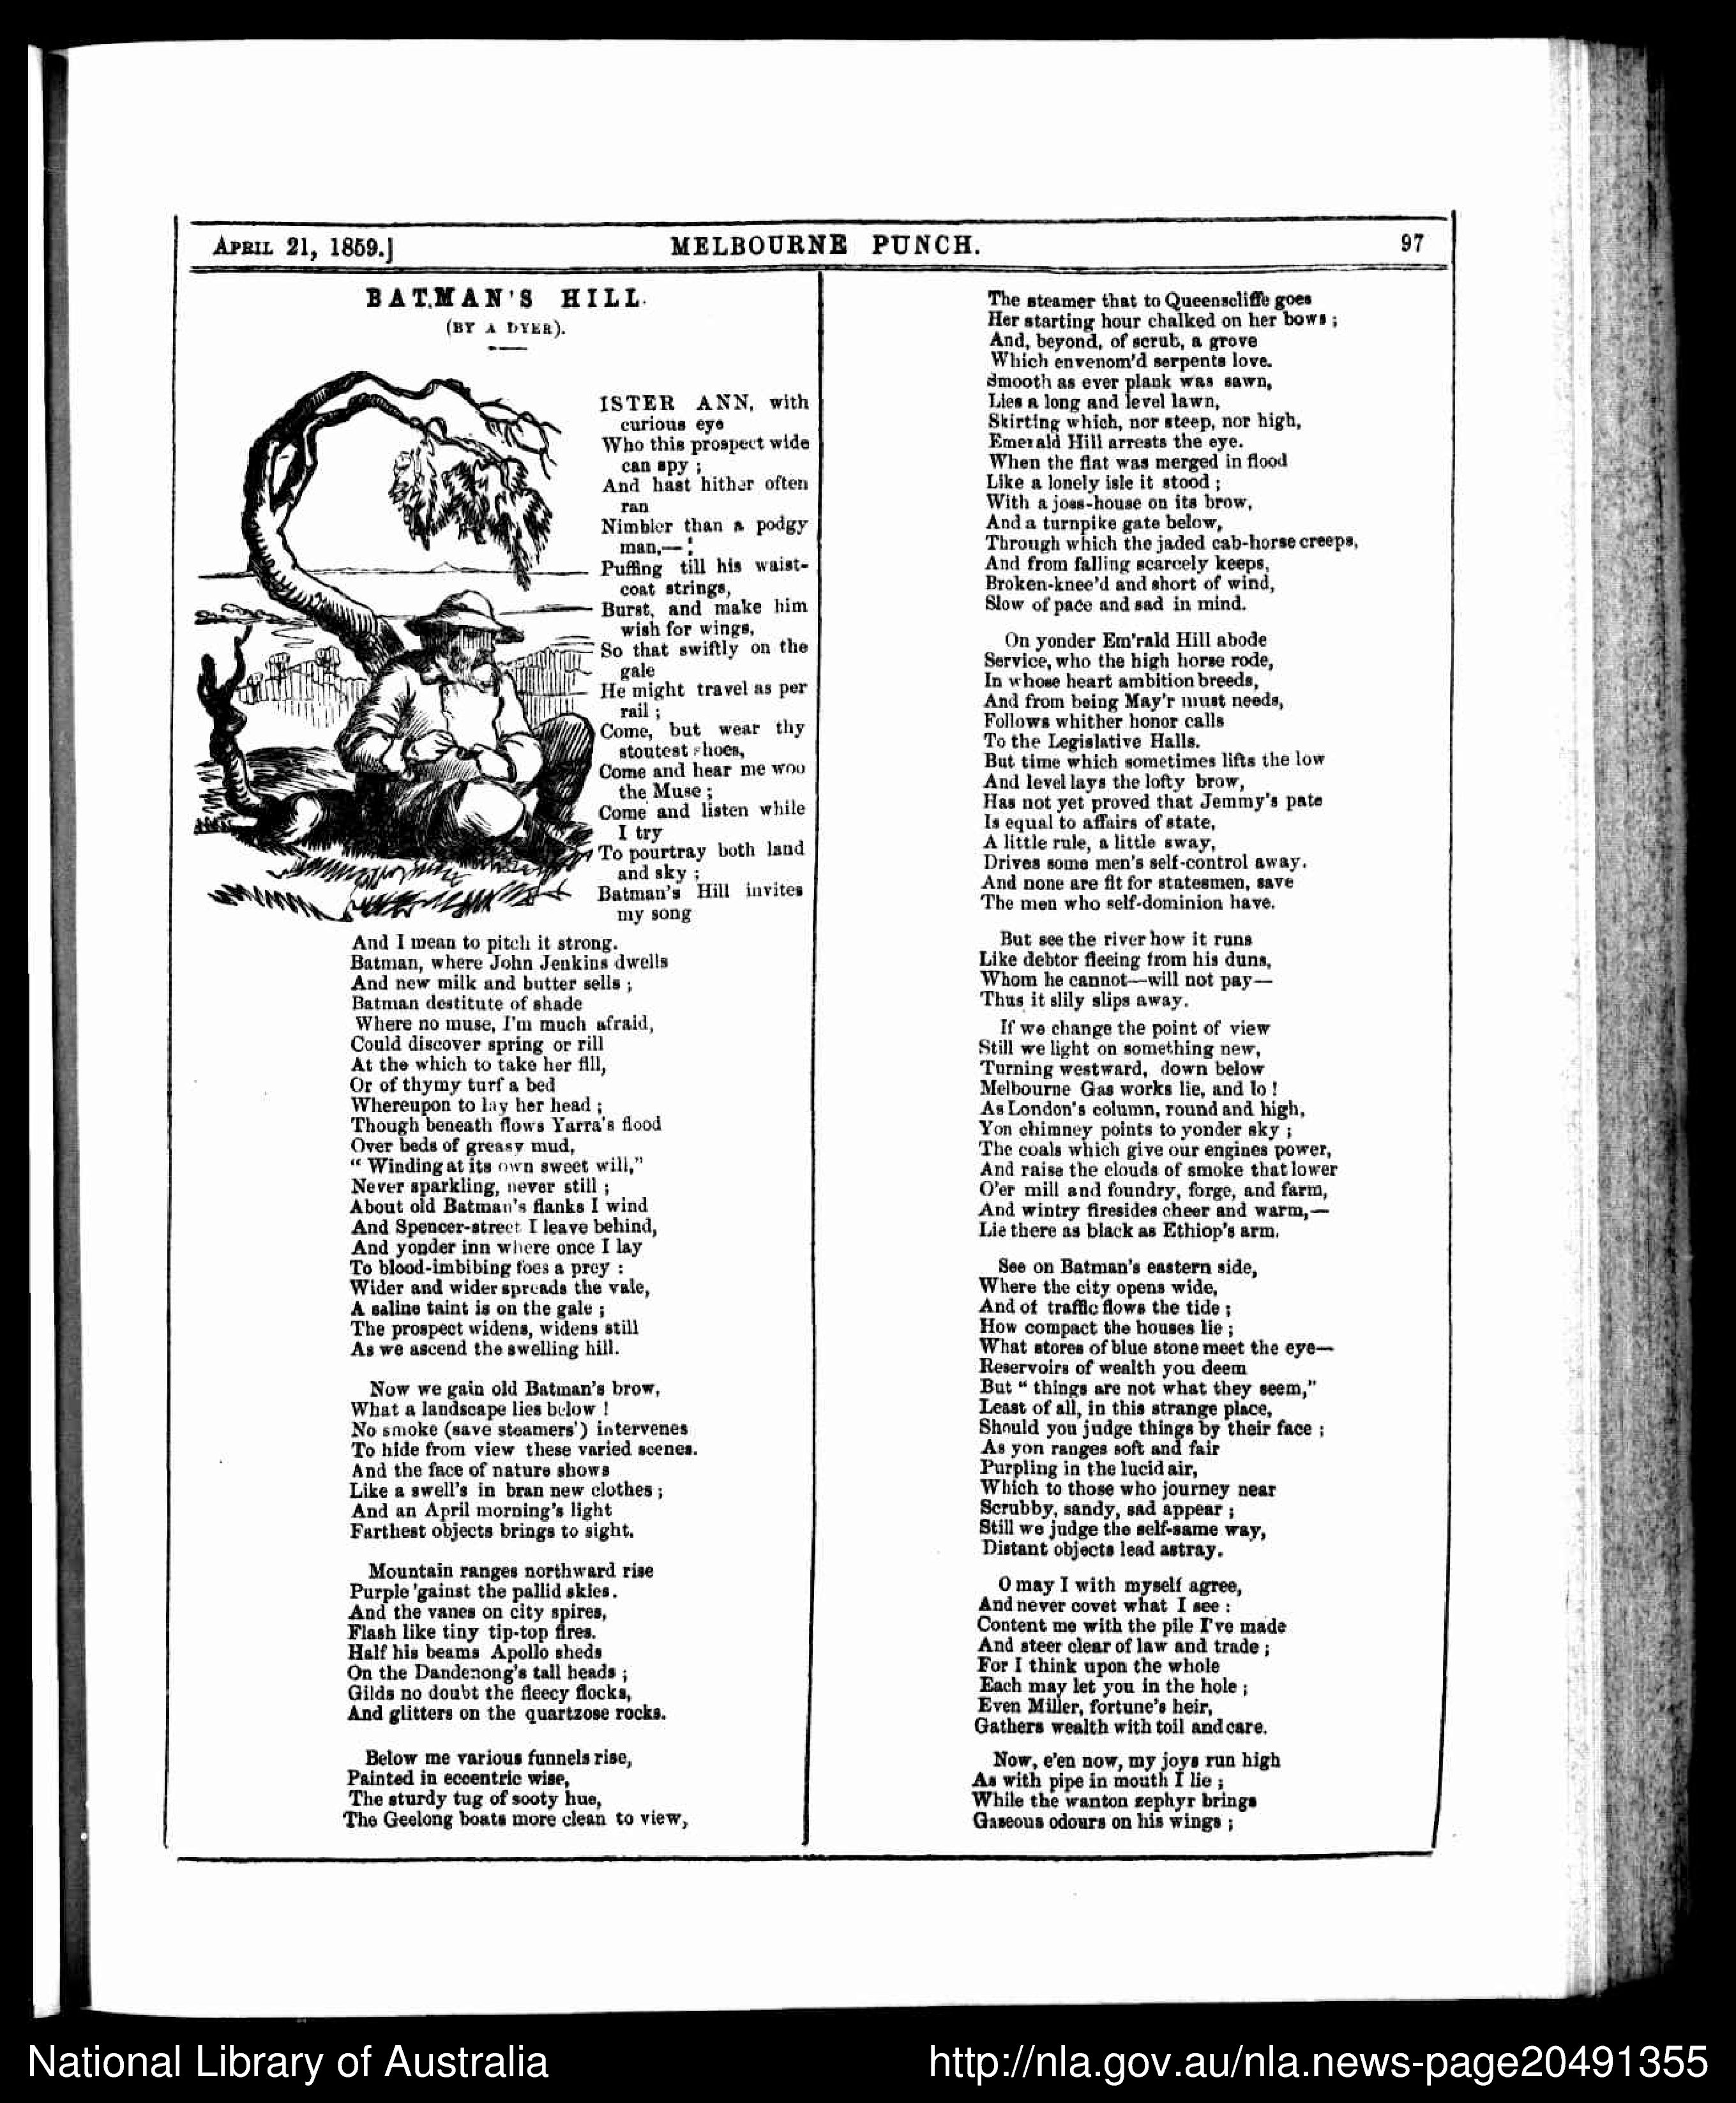 APRIL 21, 1859.]
MELBOURNE PUNCH.
97
BATMAN'S HILL.
(BY A DYER).
ISTER ANN, with
curious eye
Who this prospect wide
can spy ;
And hast hither often
ran
Nimbler than a podgy
man,—
Puffing till his waist-
coat strings,
Burst, and make him
wish for wings,
So that swiftly on the
gale
He might travel as per
rail ;
Come, but wear thy
stoutest shoes,
Come and hear me woo
the Muse ;
Come and listen while
I try
To pourtray both land
and sky ;
Batman's Hill invites
my song
And I mean to pitch it strong.
Batman, where John Jenkins dwells
And new milk and butter sells ;
Batman destitute of shade
Where no muse, I'm much afraid,
Could discover spring or rill
At the which to take her fill,
Or of thymy turf a bed
Whereupon to lay her head ;
Though beneath flows Yarra's flood
Over beds of greasy mud,
" Winding at its own sweet will,"
Never sparkling, never still ;
About old Batman's flanks I wind
And Spencer-street I leave behind,
And yonder inn where once I lay
To blood-imbibing foes a prey :
Wider and wider spreads the vale,
A saline taint is on the gale ;
The prospect widens, widens still
As we ascend the swelling hill.
Now we gain old Batman's brow,
What a landscape lies below !
No smoke (save steamers') intervenes
To hide from view these varied scenes.
And the face of nature shows
Like a swell's in bran new clothes ;
And an April morning's light
Farthest objects brings to sight.
Mountain ranges northward rise
Purple 'gainst the pallid skies.
And the vanes on city spires,
Flash like tiny tip-top fires.
Half his beams Apollo sheds
On the Dandenong's tall heads ;
Gilds no doubt the fleecy flocks,
And glitters on the quartzose rocks.
Below me various funnels rise,
Painted in eccentric wise,
The sturdy tug of sooty hue,
The Geelong boats more clean to view,
The steamer that to Queenscliffe goes
Her starting hour chalked on her bows ;
And, beyond, of scrub, a grove
Which envenom'd serpents love.
Smooth as ever plank was sawn,
Lies a long and level lawn,
Skirting which, nor steep, nor high,
Emerald Hill arrests the eye.
When the flat was merged in flood
Like a lonely isle it stood ;
With a joss-house on its brow,
And a turnpike gate below,
Through which the jaded cab-horse creeps,
And from falling scarcely keeps,
Broken-knee'd and short of wind,
Slow of pace and sad in mind.
On yonder Em'rald Hill abode
Service, who the high horse rode,
In whose heart ambition breeds,
And from being May'r must needs,
Follows whither honor calls
To the Legislative Halls.
But time which sometimes lifts the low
And level lays the lofty brow,
Has not yet proved that Jemmy's pate
Is equal to affairs of state,
A little rule, a little sway,
Drives some men's self-control away.
And none are fit for statesmen, save
The men who self-dominion have.
But see the river how it runs
Like debtor fleeing from his duns,
Whom he cannot—will not pay—
Thus it slily slips away.
If we change the point of view
Still we light on something new,
Turning westward, down below
Melbourne Gas works lie, and lo !
As London's column, round and high,
Yon chimney points to yonder sky ;
The coals which give our engines power,
And raise the clouds of smoke that lower
O'er mill and foundry, forge, and farm,
And wintry firesides cheer and warm,—
Lie there as black as Ethiop's arm.
See on Batman's eastern side,
Where the city opens wide,
And of traffic flows the tide ;
How compact the houses lie ;
What stores of blue stone meet the eye—
Reservoirs of wealth you deem
But " things are not what they seem,"
Least of all, in this strange place,
Should you judge things by their face ;
As yon ranges soft and fair
Purpling in the lucid air,
Which to those who journey near
Scrubby, sandy, sad appear ;
Still we judge the self-same way,
Distant objects lead astray.
O may I with myself agree,
And never covet what I see :
Content me with the pile I've made
And steer clear of law and trade ;
For I think upon the whole
Each may let you in the hole ;
Even Miller, fortune's heir,
Gathers wealth with toil and care.
Now, e'en now, my joys run high
As with pipe in mouth I lie ;
While the wanton zephyr brings
Gaseous odours on his wings ;
National Library of Australia
http://nla.gov.au/nla.news-page20491355